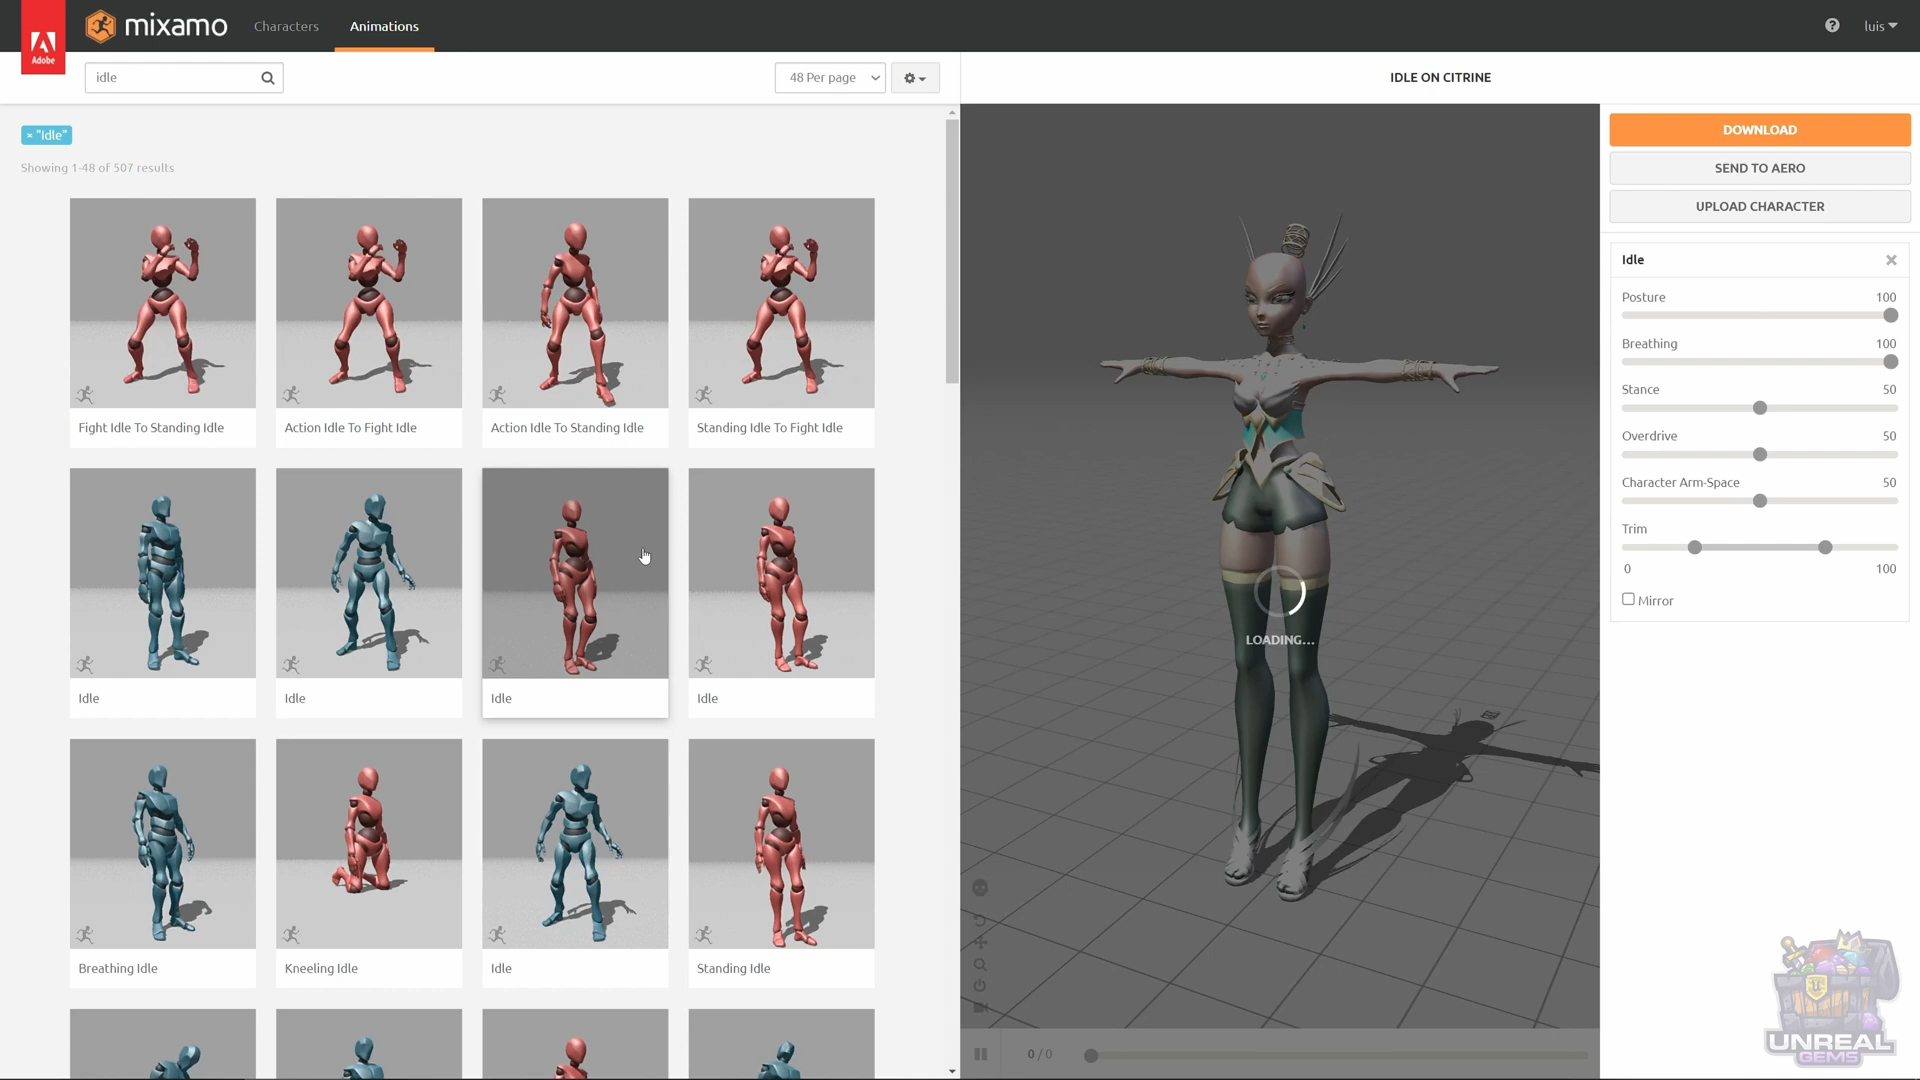 Adobe
mixamo
Characters
Animations
luis
idle
48 Per page
IDLE ON CITRINE
× "Idle"
Showing 1-48 of 507 results
Fight Idle To Standing Idle
Action Idle To Fight Idle
Action Idle To Standing Idle
Standing Idle To Fight Idle
Idle
Idle
Idle
Idle
Breathing Idle
Kneeling Idle
Idle
Standing Idle
LOADING...
0 / 0
DOWNLOAD
SEND TO AERO
UPLOAD CHARACTER
Idle
Posture 100
Breathing 100
Stance 50
Overdrive 50
Character Arm-Space 50
Trim
0 100
Mirror
UNREAL
GEMS